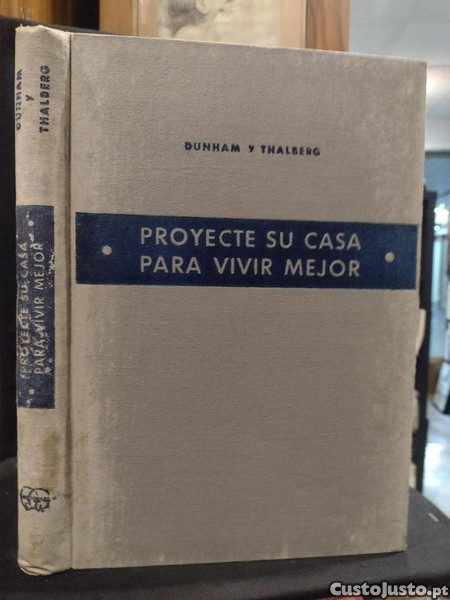 DUNHAM
Y
THALBERG
PROYECTE SU CASA
PARA VIVIR MEJOR
DUNHAM Y THALBERG
PROYECTE SU CASA
PARA VIVIR MEJOR
CustoJusto.pt